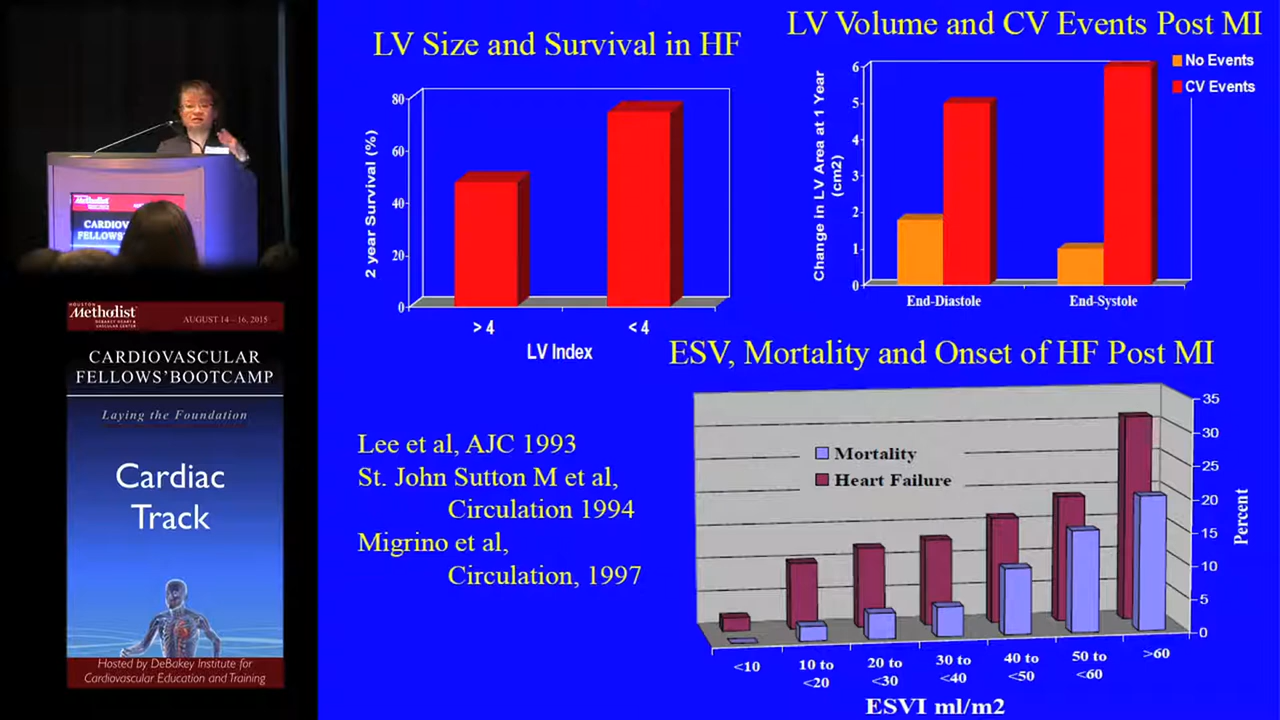 LV Size and Survival in HF
2 year Survival (%)
80
60
40
20
0
> 4
< 4
LV Index
LV Volume and CV Events Post MI
No Events
CV Events
Change in LV Area at 1 Year
(cm2)
6
5
4
3
2
1
0
End-Diastole
End-Systole
ESV, Mortality and Onset of HF Post MI
Mortality
Heart Failure
35
30
25
20
15
10
5
0
Percent
<10
10 to
<20
20 to
<30
30 to
<40
40 to
<50
50 to
<60
>60
ESVI ml/m2
Lee et al, AJC 1993
St. John Sutton M et al,
Circulation 1994
Migrino et al,
Circulation, 1997
Methodist
CARDIOV
FELLOWS'
HOUSTON
Methodist
DEBAKEY HEART &
VASCULAR CENTER
AUGUST 14 – 16, 2015
CARDIOVASCULAR
FELLOWS'BOOTCAMP
Laying the Foundation
Cardiac
Track
Hosted by DeBakey Institute for
Cardiovascular Education and Training